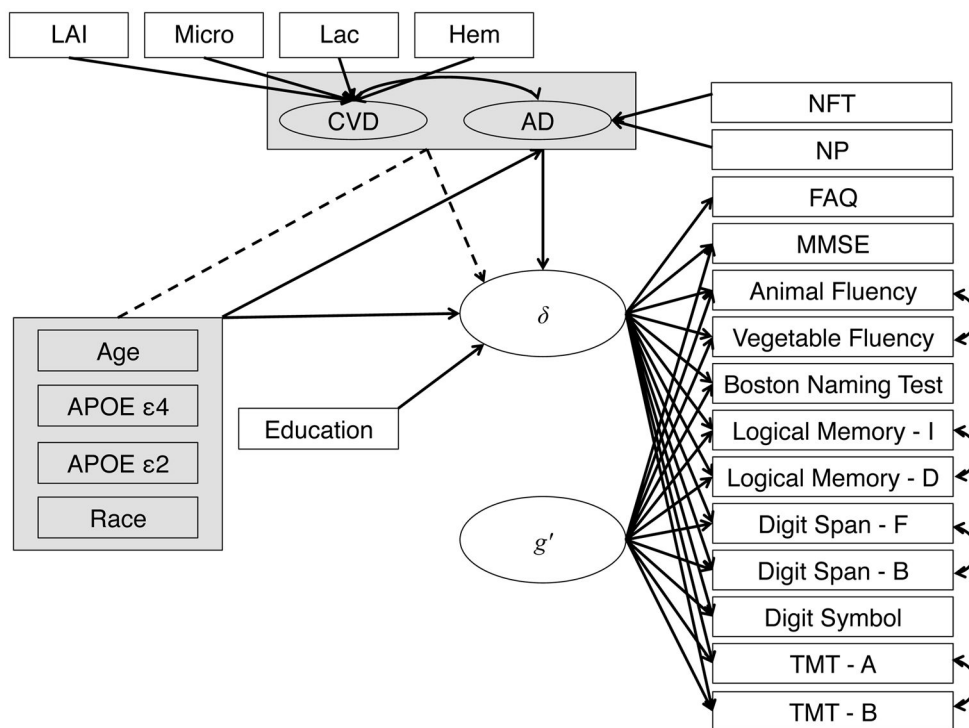 LAI
Micro
Lac
Hem
CVD
AD
NFT
NP
FAQ
MMSE
Animal Fluency
Vegetable Fluency
Boston Naming Test
Logical Memory - I
Logical Memory - D
Digit Span - F
Digit Span - B
Digit Symbol
TMT - A
TMT - B
δ
g′
Age
APOE ε4
APOE ε2
Race
Education